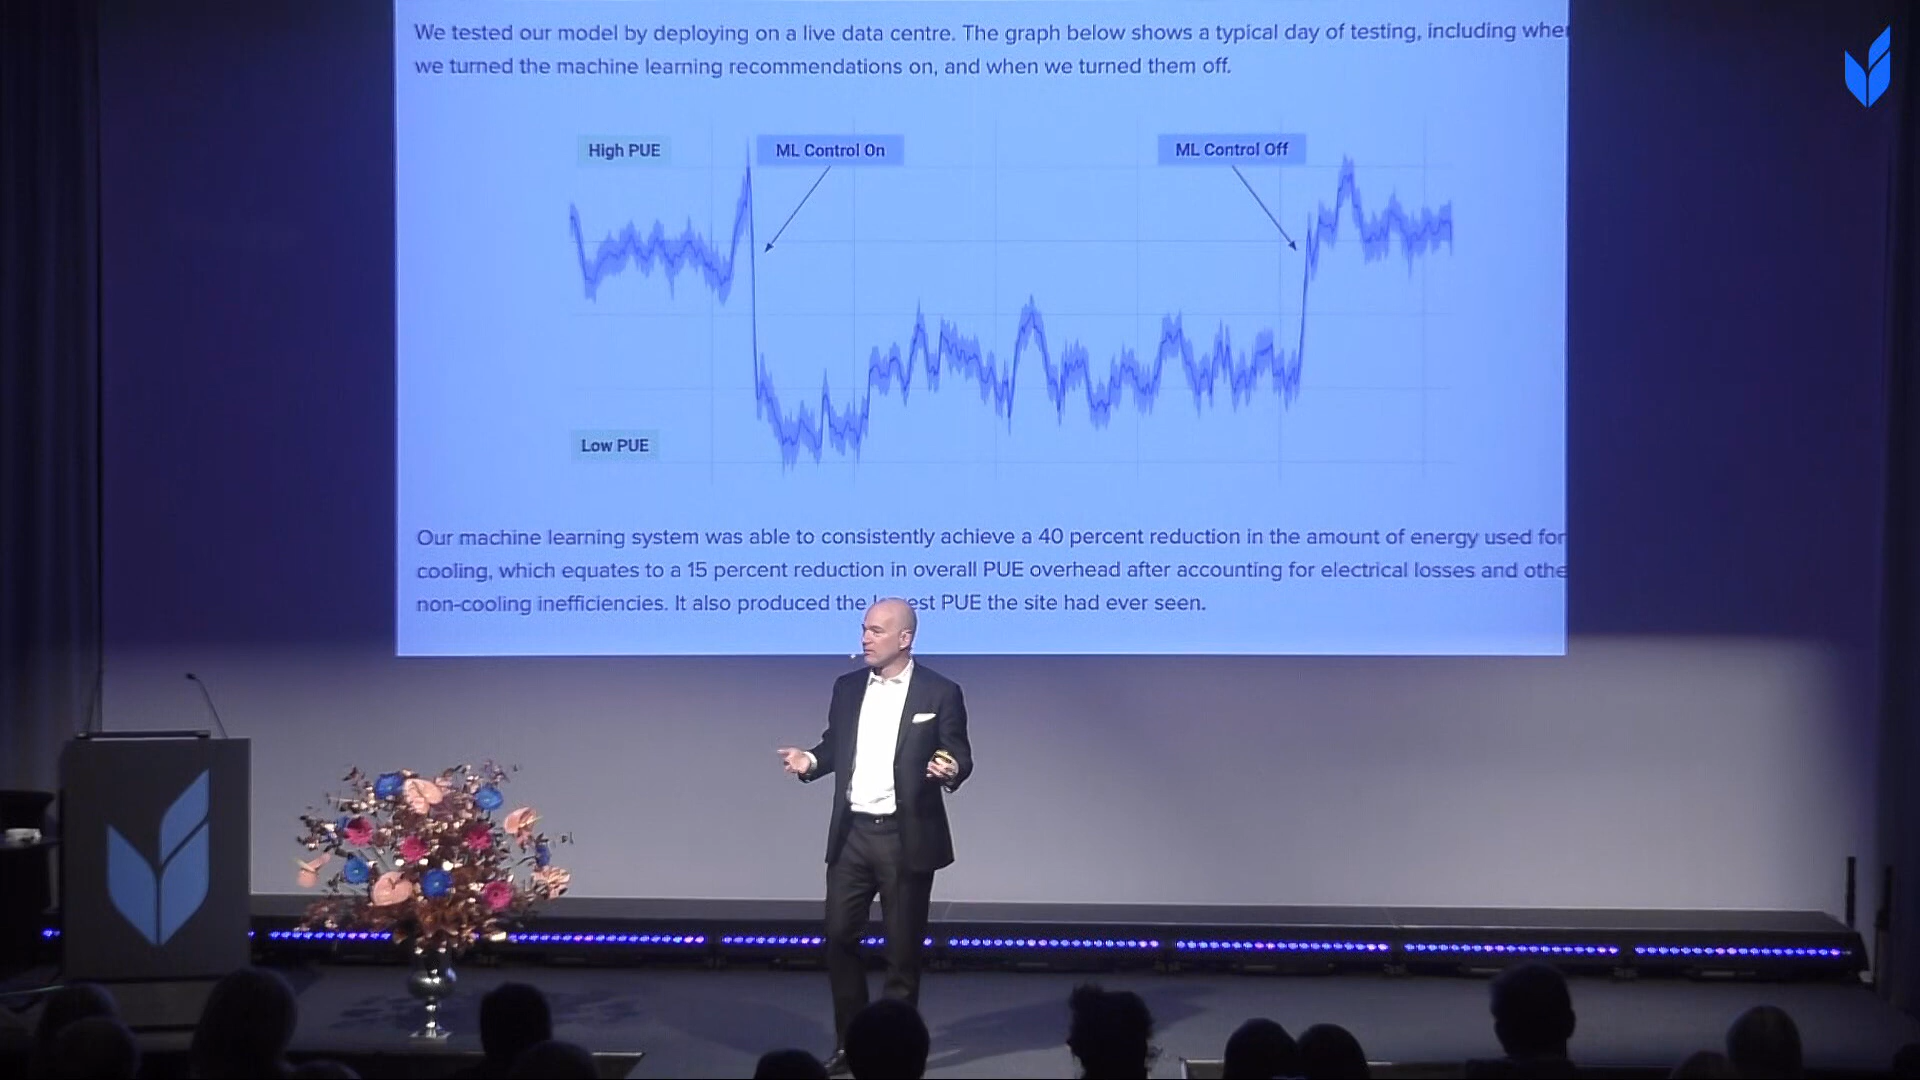 We tested our model by deploying on a live data centre. The graph below shows a typical day of testing, including
we turned the machine learning recommendations on, and when we turned them off.
High PUE
ML Control On
ML Control Off
Low PUE
Our machine learning system was able to consistently achieve a 40 percent reduction in the amount of energy used for
cooling, which equates to a 15 percent reduction in overall PUE overhead after accounting for electrical losses and
non-cooling inefficiencies. It also produced the PUE the site had ever seen.